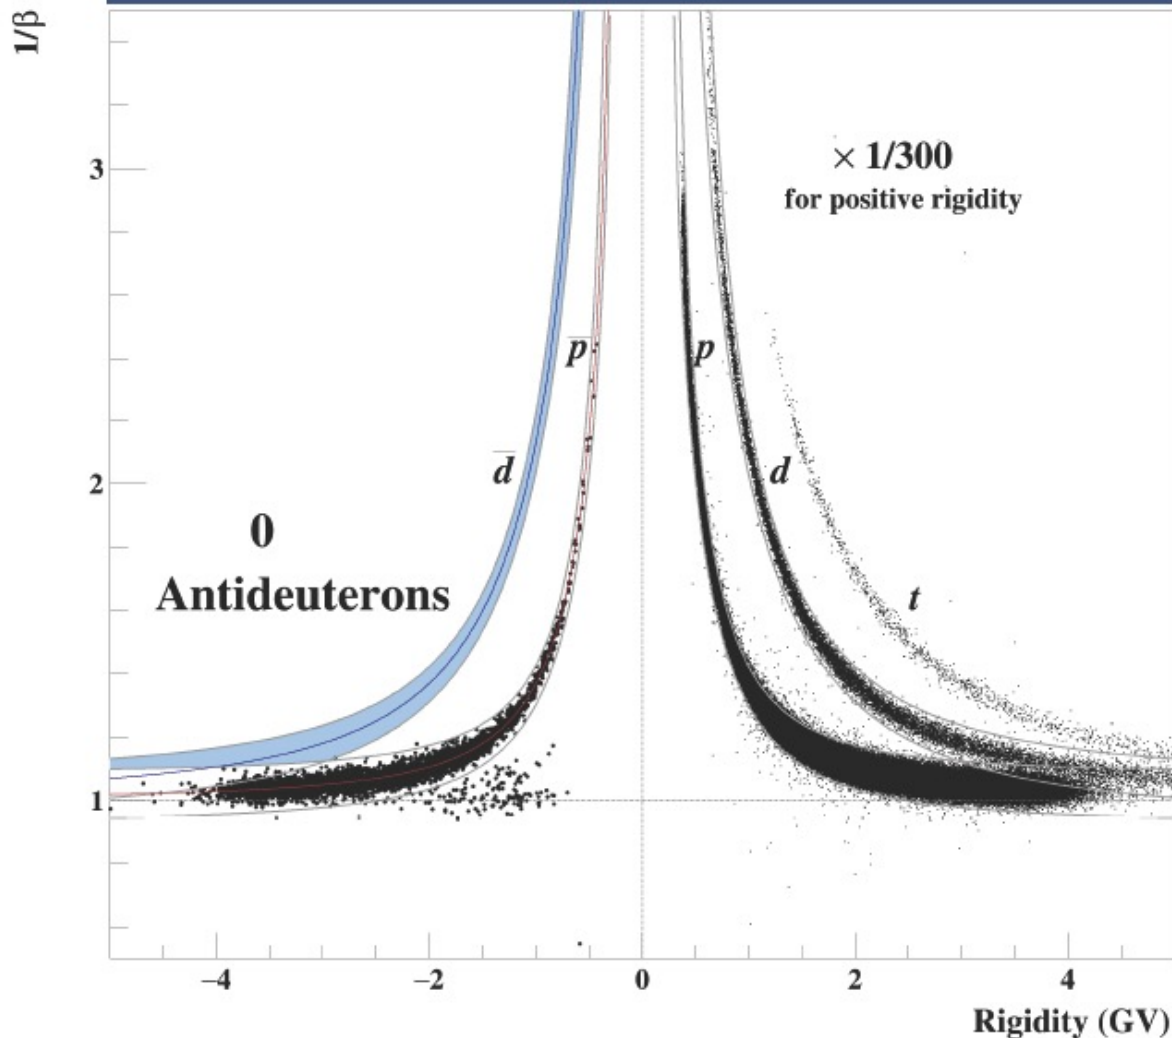 1/β
3
× 1/300
for positive rigidity
p̅
p
d̅
2
d
0
Antideuterons
t
1
−4
−2
0
2
4
Rigidity (GV)